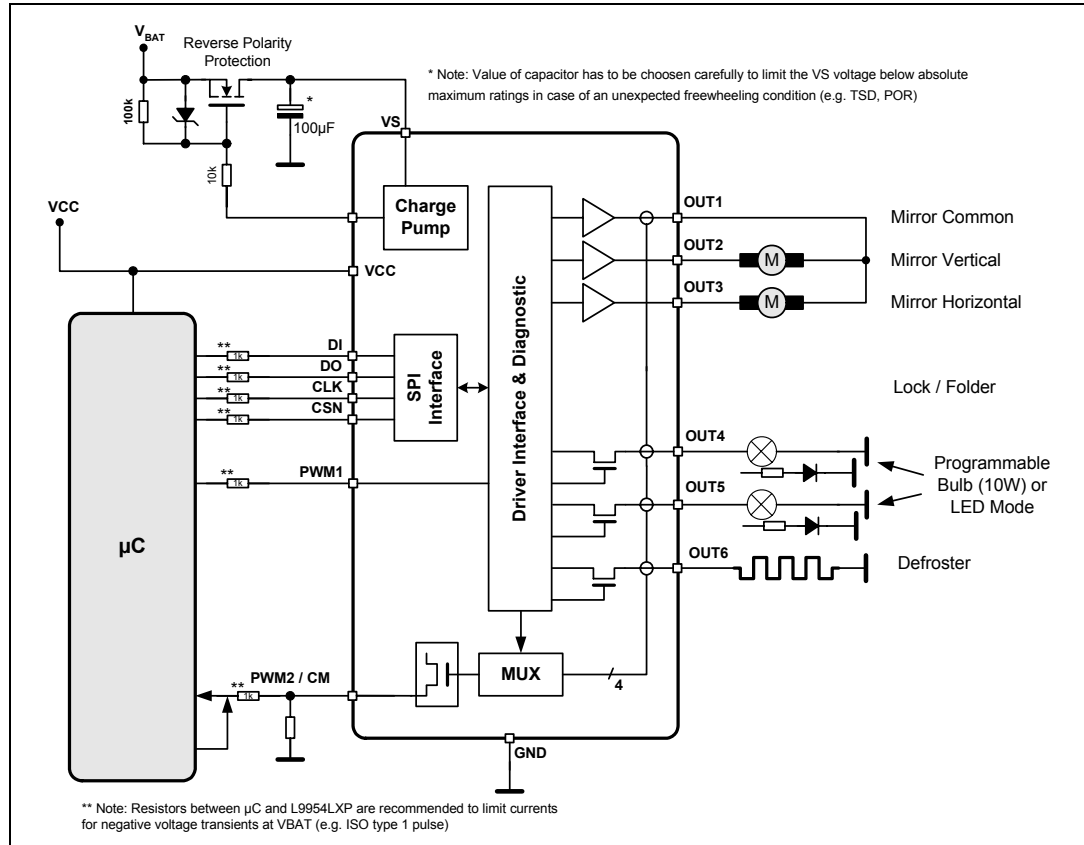 VBAT
Reverse Polarity
Protection
* Note: Value of capacitor has to be choosen carefully to limit the VS voltage below absolute
maximum ratings in case of an unexpected freewheeling condition (e.g. TSD, POR)
100k
*
100µF
VS
10k
VCC
Charge
Pump
VCC
OUT1
Mirror Common
OUT2
M
Mirror Vertical
OUT3
M
Mirror Horizontal
Driver Interface & Diagnostic
µC
** 1k DI
** 1k DO
** 1k CLK
** 1k CSN
SPI
Interface
Lock / Folder
** 1k PWM1
OUT4
OUT5
Programmable
Bulb (10W) or
LED Mode
OUT6
Defroster
** 1k PWM2 / CM
MUX
4
GND
** Note: Resistors between µC and L9954LXP are recommended to limit currents
for negative voltage transients at VBAT (e.g. ISO type 1 pulse)